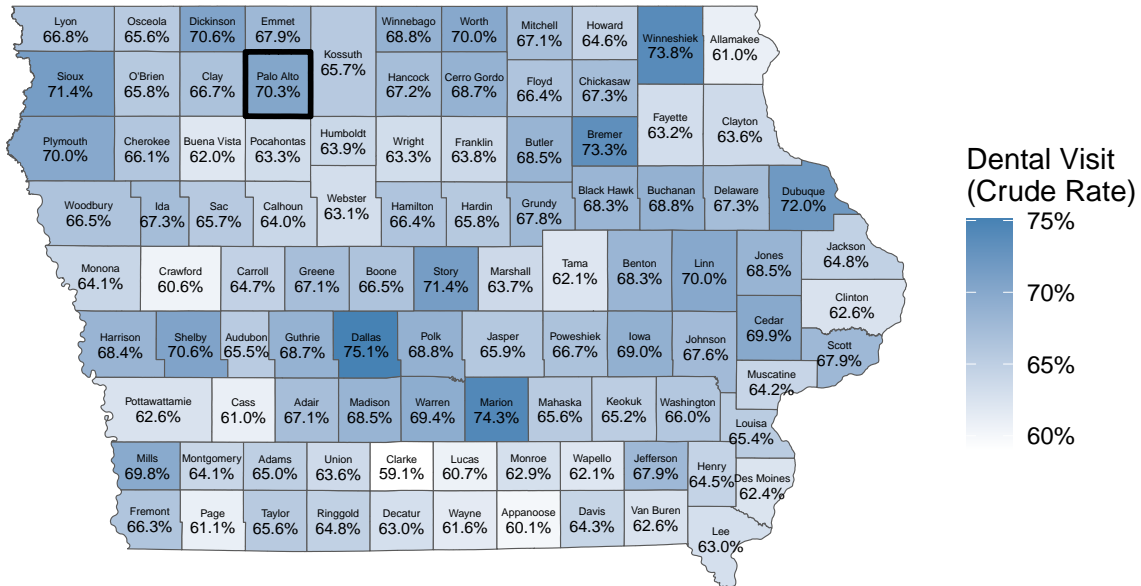 Lyon
66.8%
Osceola
65.6%
Dickinson
70.6%
Emmet
67.9%
Kossuth
65.7%
Winnebago
68.8%
Worth
70.0%
Mitchell
67.1%
Howard
64.6%
Winneshiek
73.8%
Allamakee
61.0%
Sioux
71.4%
O'Brien
65.8%
Clay
66.7%
Palo Alto
70.3%
Hancock
67.2%
Cerro Gordo
68.7%
Floyd
66.4%
Chickasaw
67.3%
Fayette
63.2%
Clayton
63.6%
Plymouth
70.0%
Cherokee
66.1%
Buena Vista
62.0%
Pocahontas
63.3%
Humboldt
63.9%
Wright
63.3%
Franklin
63.8%
Butler
68.5%
Bremer
73.3%
Woodbury
66.5%
Ida
67.3%
Sac
65.7%
Calhoun
64.0%
Webster
63.1%
Hamilton
66.4%
Hardin
65.8%
Grundy
67.8%
Black Hawk
68.3%
Buchanan
68.8%
Delaware
67.3%
Dubuque
72.0%
Monona
64.1%
Crawford
60.6%
Carroll
64.7%
Greene
67.1%
Boone
66.5%
Story
71.4%
Marshall
63.7%
Tama
62.1%
Benton
68.3%
Linn
70.0%
Jones
68.5%
Jackson
64.8%
Clinton
62.6%
Harrison
68.4%
Shelby
70.6%
Audubon
65.5%
Guthrie
68.7%
Dallas
75.1%
Polk
68.8%
Jasper
65.9%
Poweshiek
66.7%
Iowa
69.0%
Johnson
67.6%
Cedar
69.9%
Scott
67.9%
Muscatine
64.2%
Pottawattamie
62.6%
Cass
61.0%
Adair
67.1%
Madison
68.5%
Warren
69.4%
Marion
74.3%
Mahaska
65.6%
Keokuk
65.2%
Washington
66.0%
Louisa
65.4%
Mills
69.8%
Montgomery
64.1%
Adams
65.0%
Union
63.6%
Clarke
59.1%
Lucas
60.7%
Monroe
62.9%
Wapello
62.1%
Jefferson
67.9%
Henry
64.5%
Des Moines
62.4%
Fremont
66.3%
Page
61.1%
Taylor
65.6%
Ringgold
64.8%
Decatur
63.0%
Wayne
61.6%
Appanoose
60.1%
Davis
64.3%
Van Buren
62.6%
Lee
63.0%
Dental Visit
(Crude Rate)
75%
70%
65%
60%